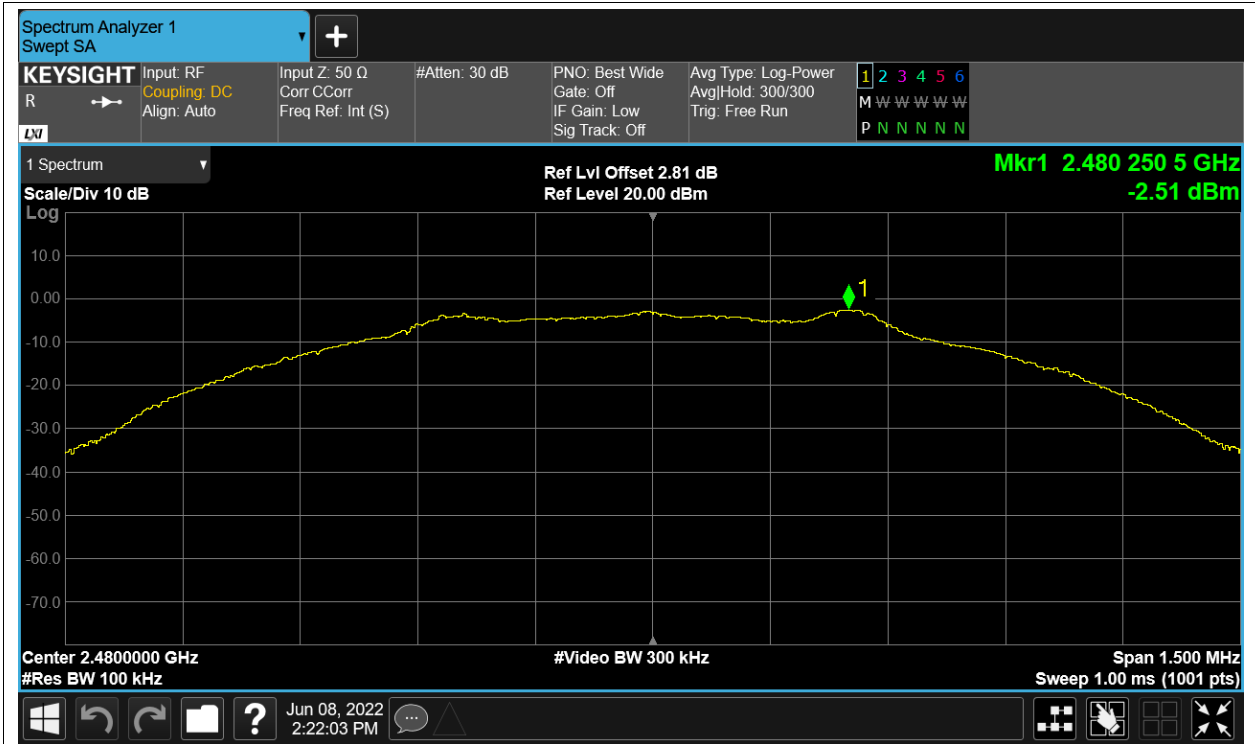 Spectrum Analyzer 1
Swept SA
+
KEYSIGHT
R
LXI
Input: RF
Coupling: DC
Align: Auto
Input Z: 50 Ω
Corr CCorr
Freq Ref: Int (S)
#Atten: 30 dB
PNO: Best Wide
Gate: Off
IF Gain: Low
Sig Track: Off
Avg Type: Log-Power
Avg|Hold: 300/300
Trig: Free Run
1 2 3 4 5 6
M W W W W W W
P N N N N N
1 Spectrum
Scale/Div 10 dB
Log
Ref Lvl Offset 2.81 dB
Ref Level 20.00 dBm
Mkr1 2.480 250 5 GHz
-2.51 dBm
10.0
0.00
-10.0
-20.0
-30.0
-40.0
-50.0
-60.0
-70.0
1
Center 2.4800000 GHz
#Res BW 100 kHz
#Video BW 300 kHz
Span 1.500 MHz
Sweep 1.00 ms (1001 pts)
?
Jun 08, 2022
2:22:03 PM